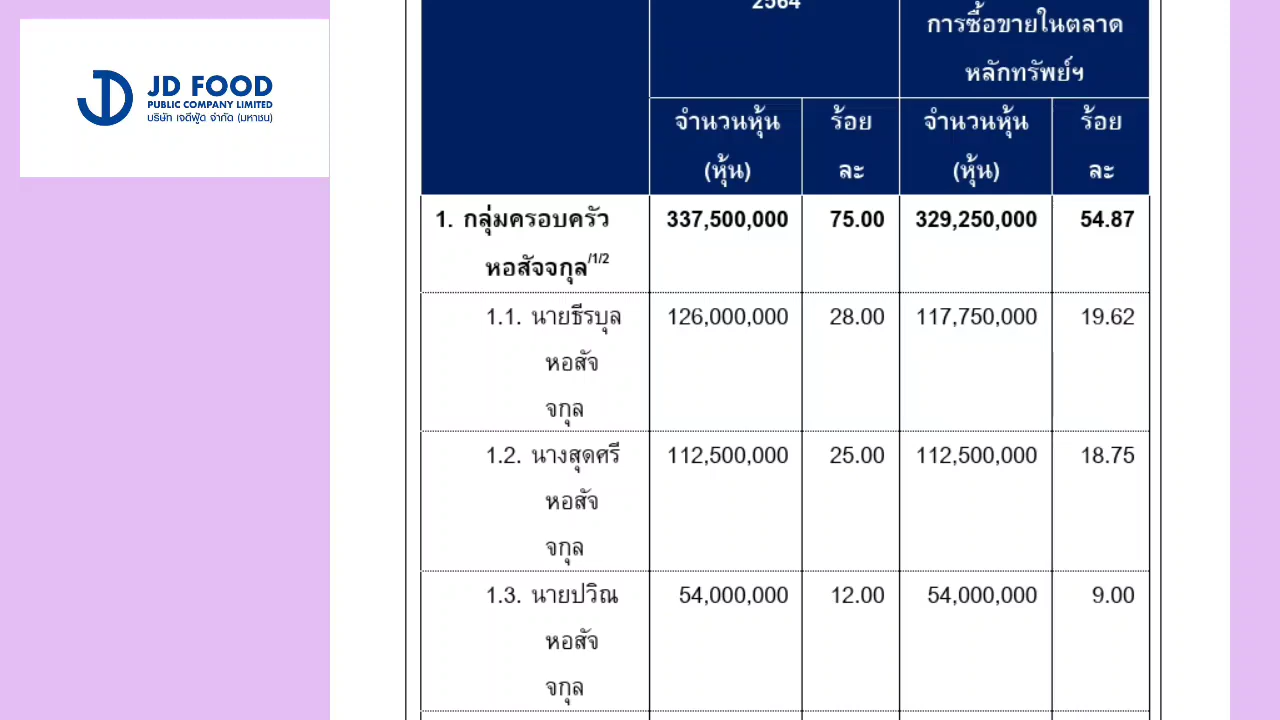 JD FOOD
PUBLIC COMPANY LIMITED
บริษัท เจดีฟู้ด จำกัด (มหาชน)
2564
การซื้อขายในตลาด
หลักทรัพย์ฯ
จำนวนหุ้น ร้อย จำนวนหุ้น ร้อย
(หุ้น) ละ (หุ้น) ละ
1. กลุ่มครอบครัว 337,500,000 75.00 329,250,000 54.87
หอสัจจกุล/1/2
1.1. นายธีรบุล 126,000,000 28.00 117,750,000 19.62
หอสัจ
จกุล
1.2. นางสุดศรี 112,500,000 25.00 112,500,000 18.75
หอสัจ
จกุล
1.3. นายปวิณ 54,000,000 12.00 54,000,000 9.00
หอสัจ
จกุล